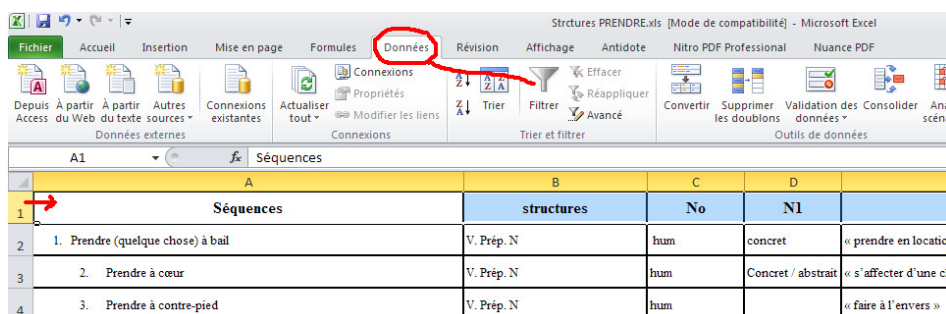 Strctures PRENDRE.xls [Mode de compatibilité] - Microsoft Excel
Fichier Accueil Insertion Mise en page Formules Données Révision Affichage Antidote Nitro PDF Professional Nuance PDF
Depuis Access
À partir du Web
À partir du texte
Autres sources
Connexions existantes
Données externes
Actualiser tout
Connexions
Propriétés
Modifier les liens
Connexions
Trier
Filtrer
Effacer
Réappliquer
Avancé
Trier et filtrer
Convertir
Supprimer les doublons
Validation des données
Consolider
Outils de données
A1 fx Séquences
A B C D
1 Séquences structures No N1
2 1. Prendre (quelque chose) à bail V. Prép. N hum concret « prendre en locatio
3 2. Prendre à cœur V. Prép. N hum Concret / abstrait « s’affecter d’une c
4 3. Prendre à contre-pied V. Prép. N hum « faire à l’envers »